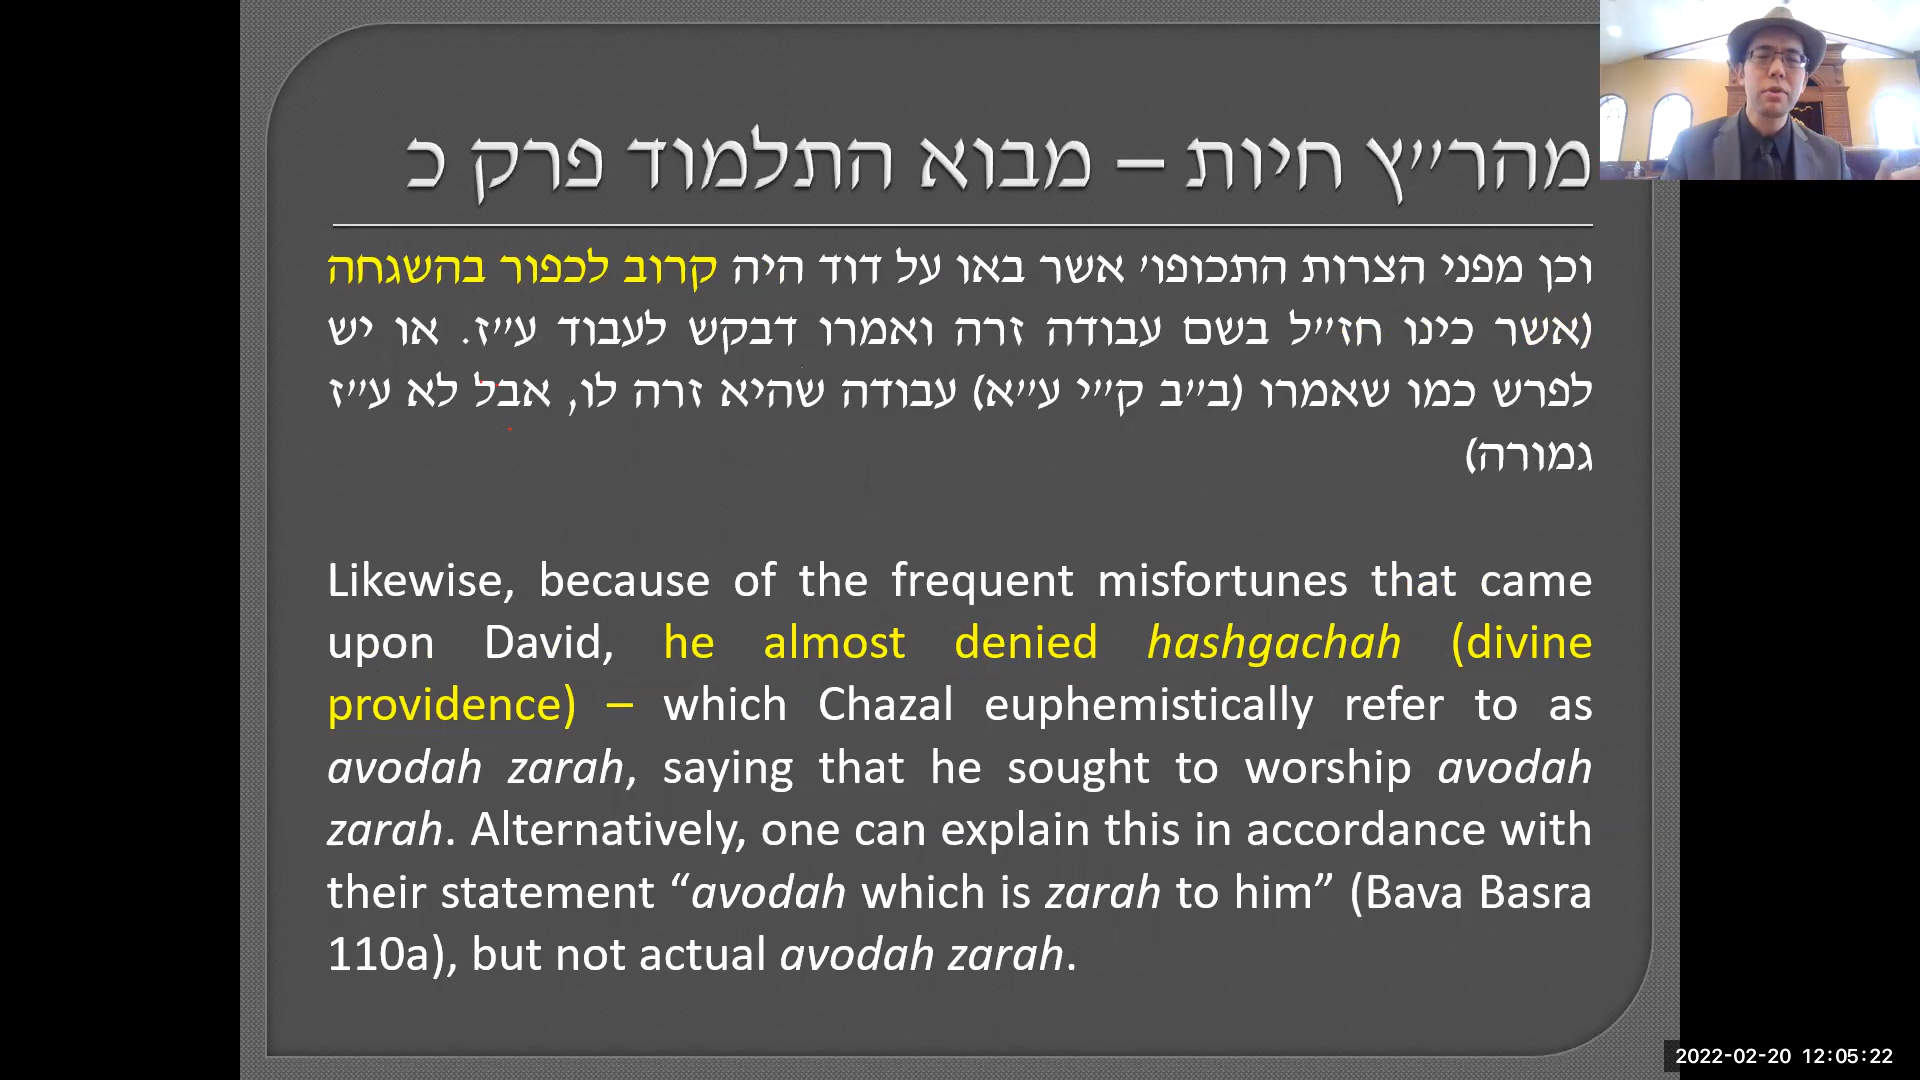 מהר״ץ חיות – מבוא התלמוד פרק כ
וכן מפני הצרות התכופו׳ אשר באו על דוד היה קרוב לכפור בהשגחה
(אשר כינו חז״ל בשם עבודה זרה ואמרו דבקש לעבוד ע״ז. או יש
לפרש כמו שאמרו (ב״ב ק״י ע״א) עבודה שהיא זרה לו, אבל לא ע״ז
גמורה)
Likewise, because of the frequent misfortunes that came
upon David, he almost denied hashgachah (divine
providence) – which Chazal euphemistically refer to as
avodah zarah, saying that he sought to worship avodah
zarah. Alternatively, one can explain this in accordance with
their statement “avodah which is zarah to him” (Bava Basra
110a), but not actual avodah zarah.
2022-02-20 12:05:22